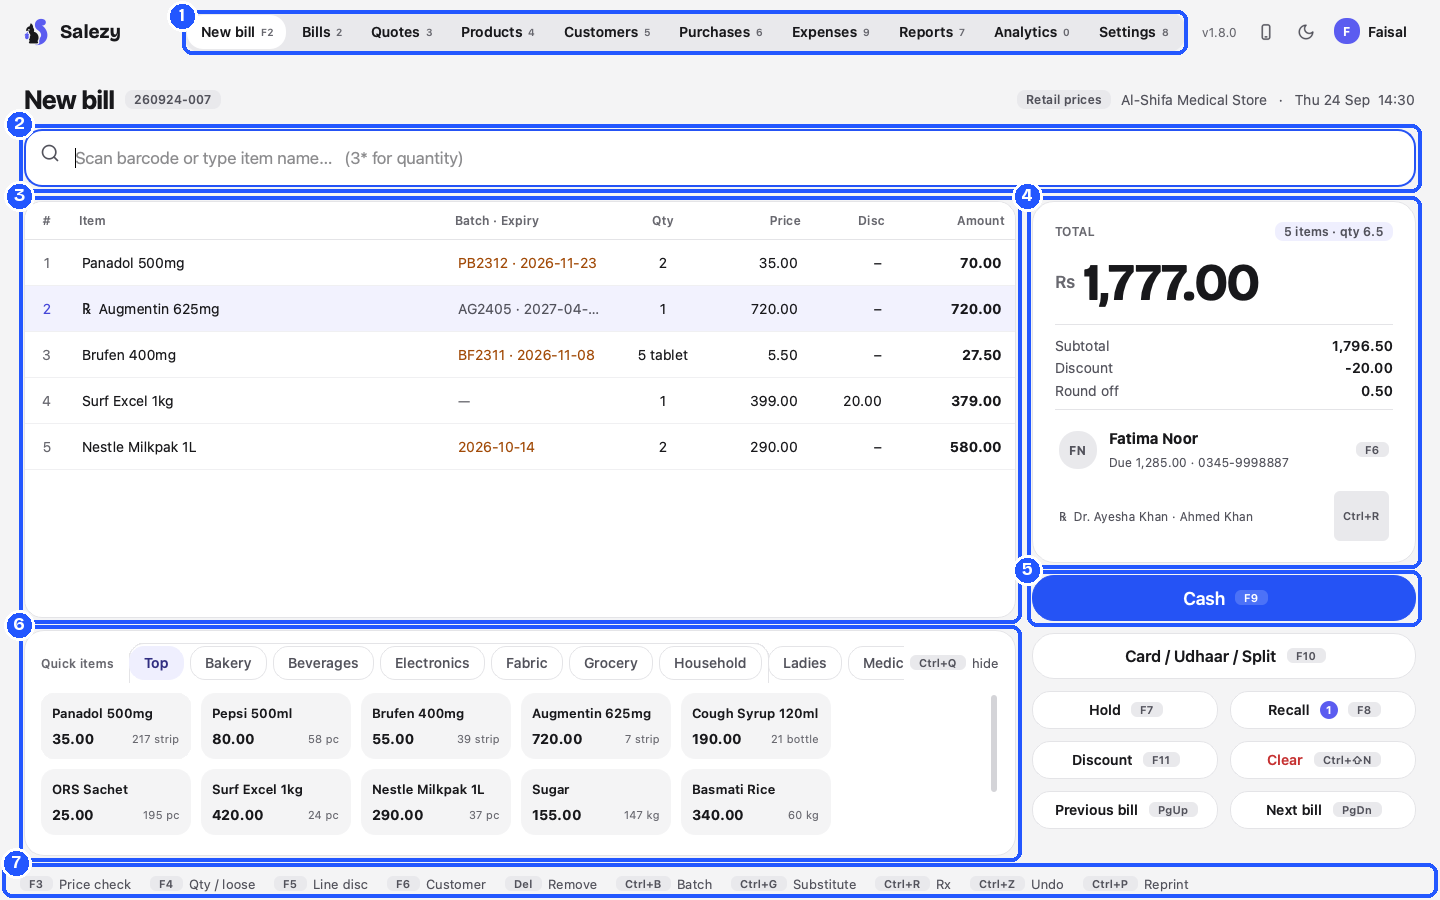 1
Salezy New bill F2 Bills 2 Quotes 3 Products 4 Customers 5 Purchases 6 Expenses 9 Reports 7 Analytics 0 Settings 8 v1.8.0 F Faisal
New bill 260924-007 Retail prices Al-Shifa Medical Store · Thu 24 Sep 14:30
2
Scan barcode or type item name... (3* for quantity)
3
# Item Batch · Expiry Qty Price Disc Amount
1 Panadol 500mg PB2312 · 2026-11-23 2 35.00 – 70.00
2 ℞ Augmentin 625mg AG2405 · 2027-04-... 1 720.00 – 720.00
3 Brufen 400mg BF2311 · 2026-11-08 5 tablet 5.50 – 27.50
4 Surf Excel 1kg — 1 399.00 20.00 379.00
5 Nestle Milkpak 1L 2026-10-14 2 290.00 – 580.00
4
TOTAL 5 items · qty 6.5
Rs 1,777.00
Subtotal 1,796.50
Discount -20.00
Round off 0.50
FN Fatima Noor F6
Due 1,285.00 · 0345-9998887
℞ Dr. Ayesha Khan · Ahmed Khan Ctrl+R
5
Cash F9
Card / Udhaar / Split F10
Hold F7 Recall 1 F8
Discount F11 Clear Ctrl+⇧N
Previous bill PgUp Next bill PgDn
6
Quick items Top Bakery Beverages Electronics Fabric Grocery Household Ladies Medic Ctrl+Q hide
Panadol 500mg Pepsi 500ml Brufen 400mg Augmentin 625mg Cough Syrup 120ml
35.00 217 strip 80.00 58 pc 55.00 39 strip 720.00 7 strip 190.00 21 bottle
ORS Sachet Surf Excel 1kg Nestle Milkpak 1L Sugar Basmati Rice
25.00 195 pc 420.00 24 pc 290.00 37 pc 155.00 147 kg 340.00 60 kg
7
F3 Price check F4 Qty / loose F5 Line disc F6 Customer Del Remove Ctrl+B Batch Ctrl+G Substitute Ctrl+R Rx Ctrl+Z Undo Ctrl+P Reprint